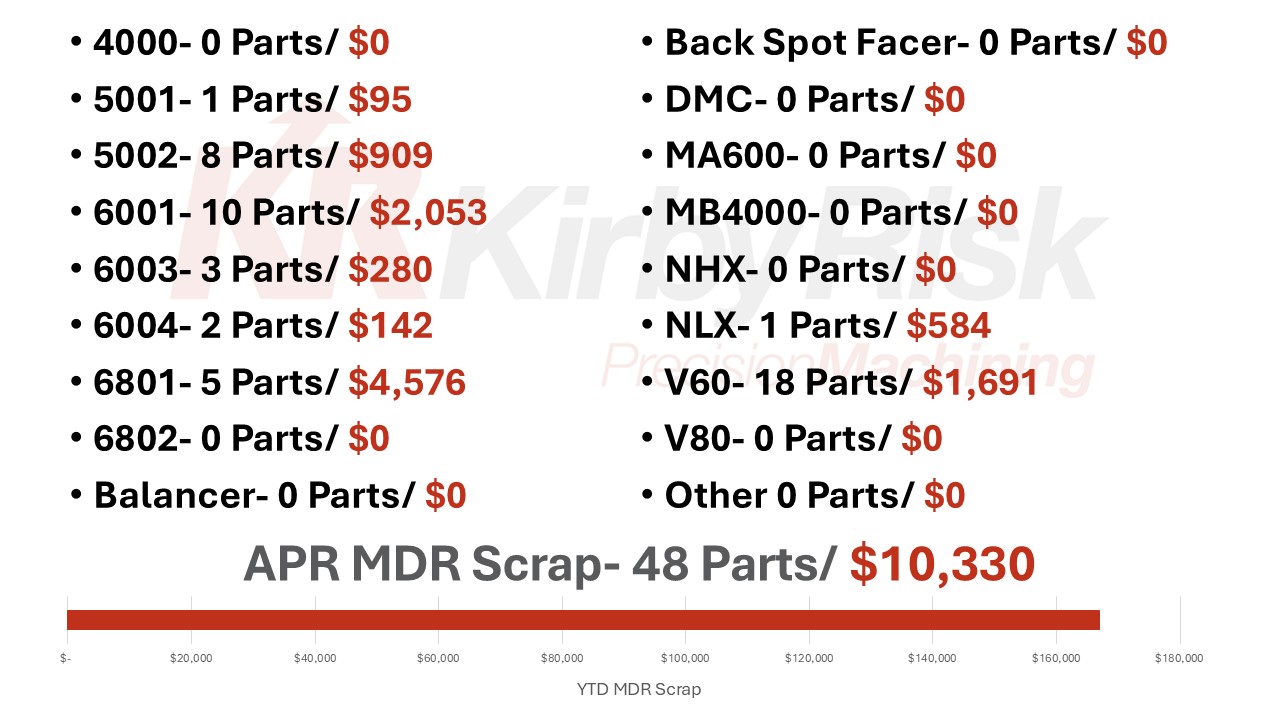 • 4000- 0 Parts/ $0
• 5001- 1 Parts/ $95
• 5002- 8 Parts/ $909
• 6001- 10 Parts/ $2,053
• 6003- 3 Parts/ $280
• 6004- 2 Parts/ $142
• 6801- 5 Parts/ $4,576
• 6802- 0 Parts/ $0
• Balancer- 0 Parts/ $0
• Back Spot Facer- 0 Parts/ $0
• DMC- 0 Parts/ $0
• MA600- 0 Parts/ $0
• MB4000- 0 Parts/ $0
• NHX- 0 Parts/ $0
• NLX- 1 Parts/ $584
• V60- 18 Parts/ $1,691
• V80- 0 Parts/ $0
• Other 0 Parts/ $0
KR KirbyRisk
PrecisionMachining
APR MDR Scrap- 48 Parts/ $10,330
$- $20,000 $40,000 $60,000 $80,000 $100,000 $120,000 $140,000 $160,000 $180,000
YTD MDR Scrap